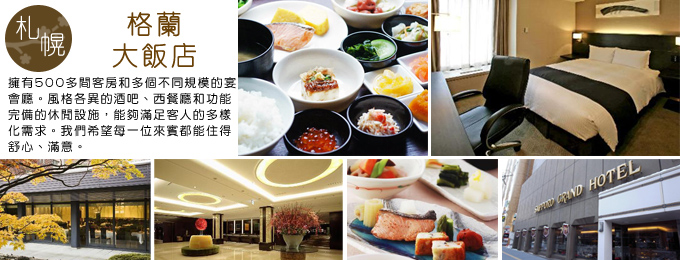 札幌
格蘭
大飯店
擁有500多間客房和多個不同規模的宴
會廳。風格各異的酒吧、西餐廳和功能
完備的休閒設施，能夠滿足客人的多樣
化需求。我們希望每一位來賓都能住得
舒心、滿意。
SAPPORO GRAND HOTEL